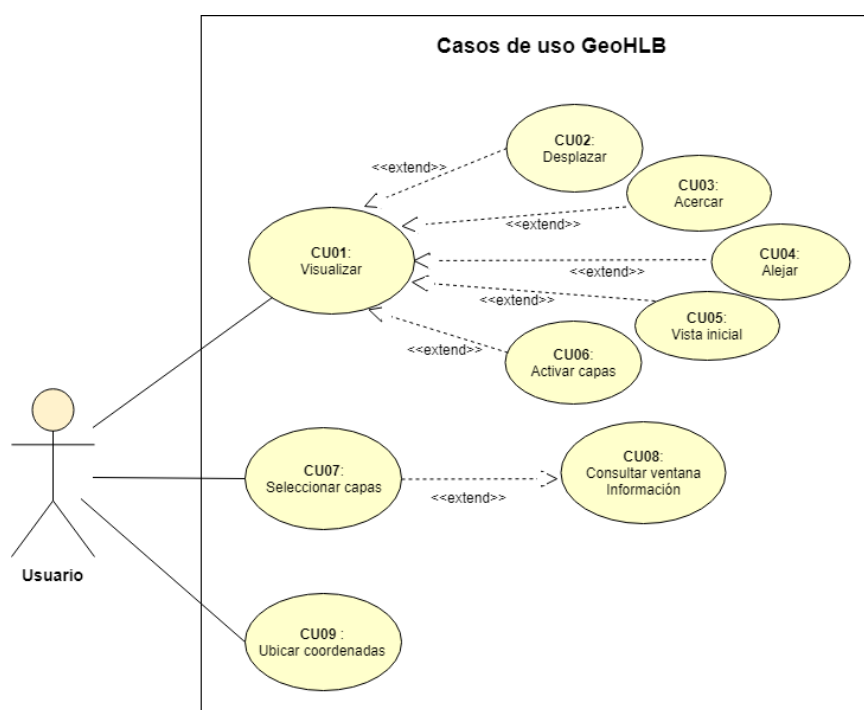 Casos de uso GeoHLB
CU02:
Desplazar
<<extend>>
CU03:
Acercar
<<extend>>
CU01:
Visualizar
CU04:
Alejar
<<extend>>
<<extend>>
CU05:
Vista inicial
<<extend>>
CU06:
Activar capas
CU07:
Seleccionar capas
CU08:
Consultar ventana
Información
<<extend>>
Usuario
CU09 :
Ubicar coordenadas